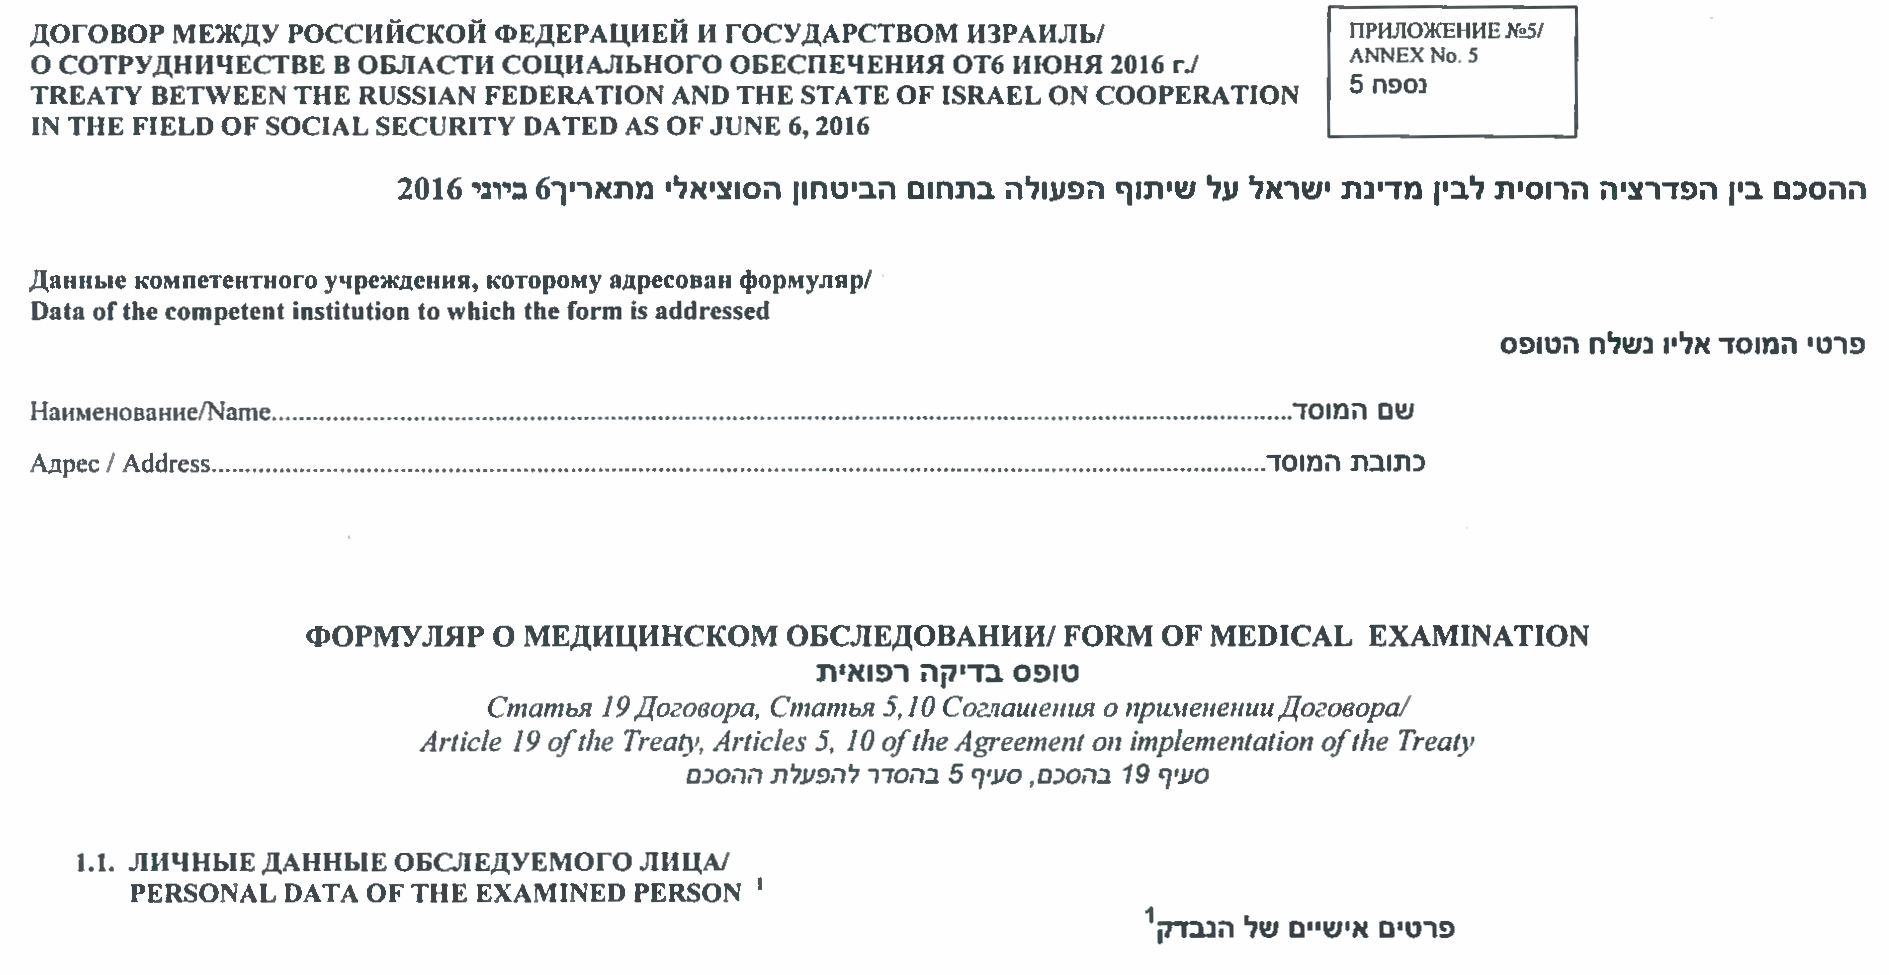 ДОГОВОР МЕЖДУ РОССИЙСКОЙ ФЕДЕРАЦИЕЙ И ГОСУДАРСТВОМ ИЗРАИЛЬ/
О СОТРУДНИЧЕСТВЕ В ОБЛАСТИ СОЦИАЛЬНОГО ОБЕСПЕЧЕНИЯ ОТ6 ИЮНЯ 2016 г./
TREATY BETWEEN THE RUSSIAN FEDERATION AND THE STATE OF ISRAEL ON COOPERATION
IN THE FIELD OF SOCIAL SECURITY DATED AS OF JUNE 6, 2016
ПРИЛОЖЕНИЕ №5/
ANNEX No. 5
נספח 5
ההסכם בין הפדרציה הרוסית לבין מדינת ישראל על שיתוף הפעולה בתחום הביטחון הסוציאלי מתאריך6 ביוני 2016
Данные компетентного учреждения, которому адресован формуляр/
Data of the competent institution to which the form is addressed
פרטי המוסד אליו נשלח הטופס
Наименование/Name..........שם המוסד
Адрес / Address..........כתובת המוסד
ФОРМУЛЯР О МЕДИЦИНСКОМ ОБСЛЕДОВАНИИ/ FORM OF MEDICAL EXAMINATION
טופס בדיקה רפואית
Статья 19 Договора, Статья 5,10 Соглашения о применении Договора/
Article 19 of the Treaty, Articles 5, 10 of the Agreement on implementation of the Treaty
סעיף 19 בהסכם, סעיף 5 בהסדר להפעלת ההסכם
1.1. ЛИЧНЫЕ ДАННЫЕ ОБСЛЕДУЕМОГО ЛИЦА/
PERSONAL DATA OF THE EXAMINED PERSON 1
פרטים אישיים של הנבדק1